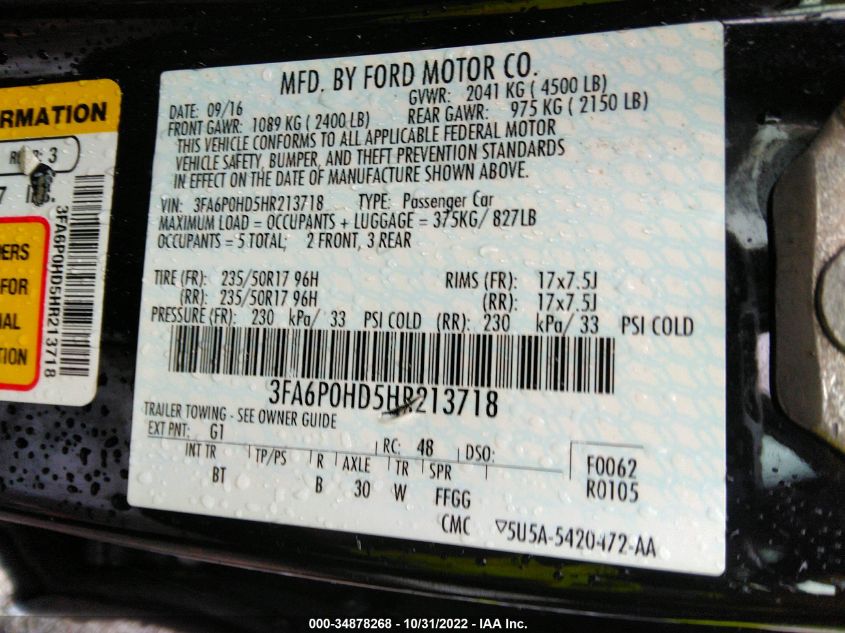 MFD. BY FORD MOTOR CO.
DATE: 09/16
GVWR: 2041 KG ( 4500 LB)
FRONT GAWR: 1089 KG ( 2400 LB)
REAR GAWR: 975 KG ( 2150 LB)
THIS VEHICLE CONFORMS TO ALL APPLICABLE FEDERAL MOTOR
VEHICLE SAFETY, BUMPER, AND THEFT PREVENTION STANDARDS
IN EFFECT ON THE DATE OF MANUFACTURE SHOWN ABOVE.
VIN: 3FA6P0HD5HR213718 TYPE: Passenger Car
MAXIMUM LOAD = OCCUPANTS + LUGGAGE = 375KG/ 827LB
OCCUPANTS = 5 TOTAL; 2 FRONT, 3 REAR
TIRE (FR): 235/50R17 96H RIMS (FR): 17x7.5J
(RR): 235/50R17 96H (RR): 17x7.5J
PRESSURE (FR): 230 kPa/ 33 PSI COLD (RR): 230 kPa/ 33 PSI COLD
3FA6P0HD5HR213718
TRAILER TOWING - SEE OWNER GUIDE
EXT PNT: G1 RC: 48 DSO:
INT TR TP/PS R AXLE TR SPR
BT B 30 W FFGG
CMC
F0062
R0105
▽5U5A-5420472-AA
RMATION
3
7
3FA6P0HD5HR213718
DERS
FOR
IAL
TION
000-34878268 - 10/31/2022 - IAA Inc.